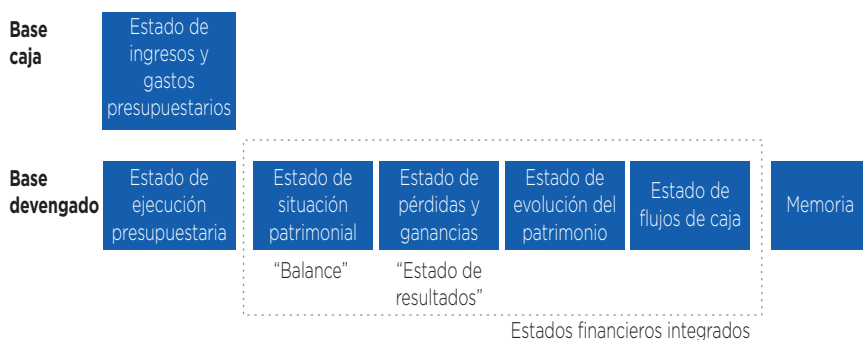 Base
caja
Estado de
ingresos y
gastos
presupuestarios
Base
devengado
Estado de
ejecución
presupuestaria
Estado de
situación
patrimonial
Estado de
pérdidas y
ganancias
Estado de
evolución del
patrimonio
Estado de
flujos de caja
Memoria
“Balance”
“Estado de
resultados”
Estados financieros integrados